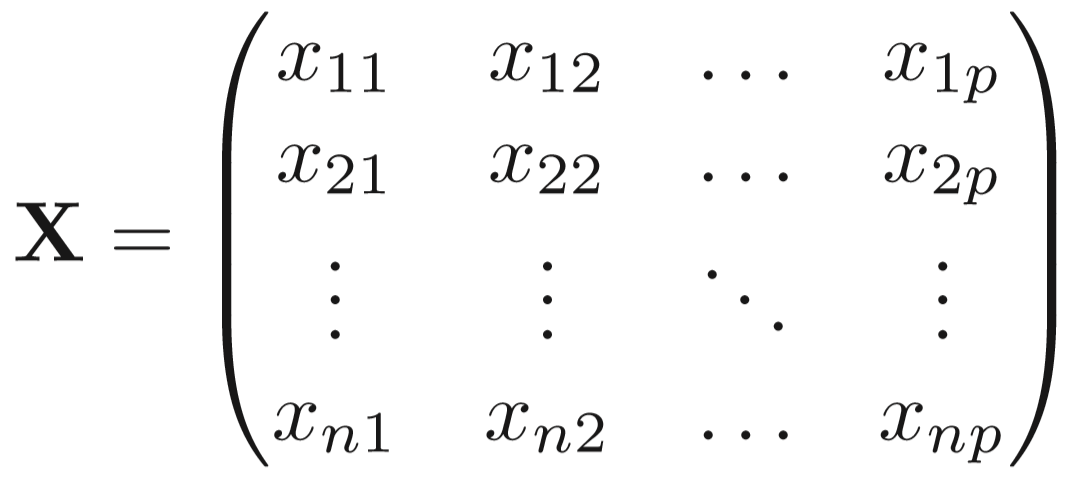 x₁₁ x₁₂ … x₁ₚ
x₂₁ x₂₂ … x₂ₚ
𝐗 =
⋮ ⋮ ⋱ ⋮
xₙ₁ xₙ₂ … xₙₚ